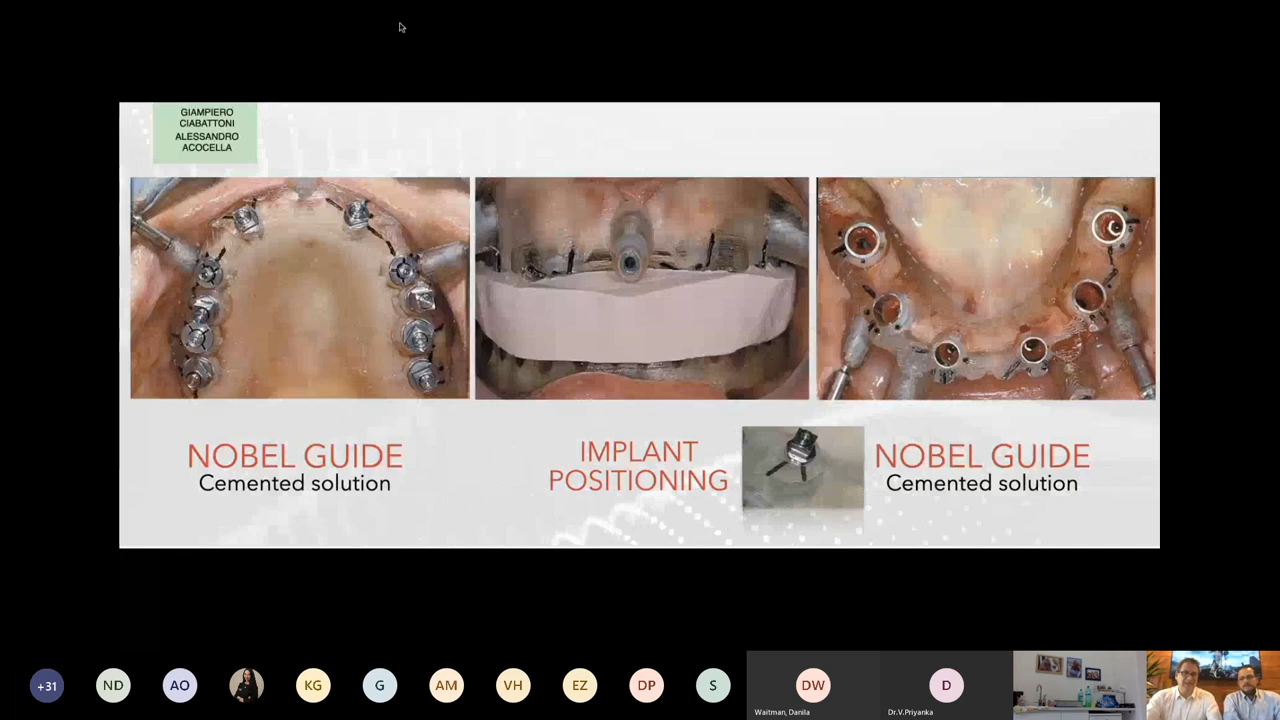 GIAMPIERO
CIABATTONI
ALESSANDRO
ACOCELLA
NOBEL GUIDE
Cemented solution
IMPLANT
POSITIONING
NOBEL GUIDE
Cemented solution
+31
ND
AO
KG
G
AM
VH
EZ
DP
S
DW
Waitman, Danila
D
Dr.V.Priyanka